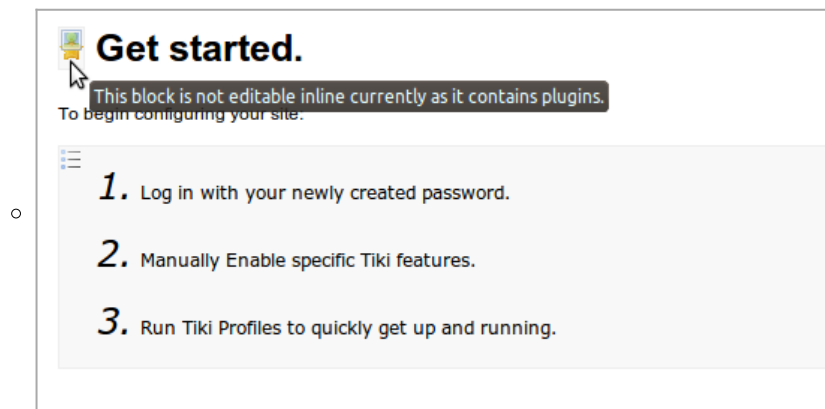 Get started.
This block is not editable inline currently as it contains plugins.
To begin configuring your site:
1. Log in with your newly created password.
2. Manually Enable specific Tiki features.
3. Run Tiki Profiles to quickly get up and running.